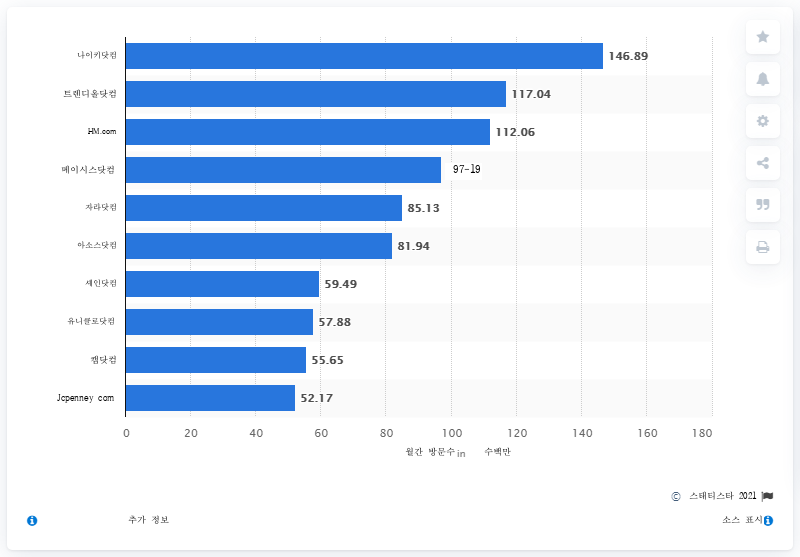 나이키닷컴 146.89
트렌디올닷컴 117.04
HM.com 112.06
메이시스닷컴 97-19
자라닷컴 85.13
아소스닷컴 81.94
셰인닷컴 59.49
유니클로닷컴 57.88
갭닷컴 55.65
Jcpenney com 52.17
0 20 40 60 80 100 120 140 160 180
월간 방문수 in 수백만
© 스태티스타 2021
추가 정보 소스 표시